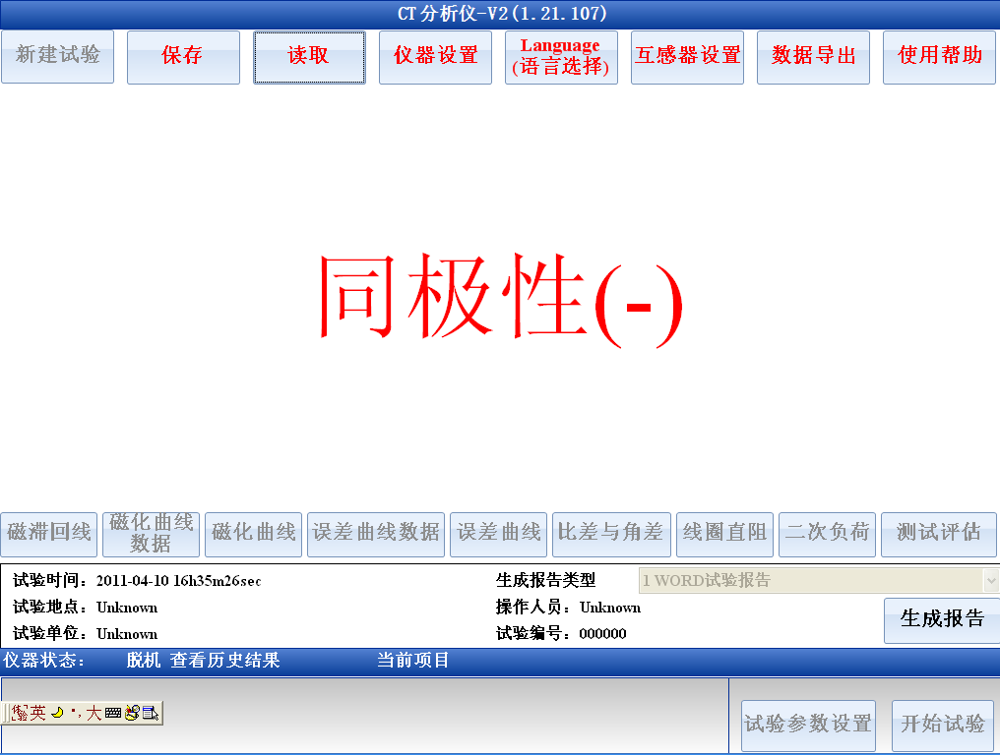 CT分析仪-V2(1.21.107)
新建试验
保存
读取
仪器设置
Language
(语言选择)
互感器设置
数据导出
使用帮助
同极性(-)
磁滞回线
磁化曲线
数据
磁化曲线
误差曲线数据
误差曲线
比差与角差
线圈直阻
二次负荷
测试评估
试验时间：2011-04-10 16h35m26sec
生成报告类型
1 WORD试验报告
试验地点：Unknown
操作人员：Unknown
试验单位：Unknown
试验编号：000000
生成报告
仪器状态：
脱机 查看历史结果
当前项目
英
大
试验参数设置
开始试验